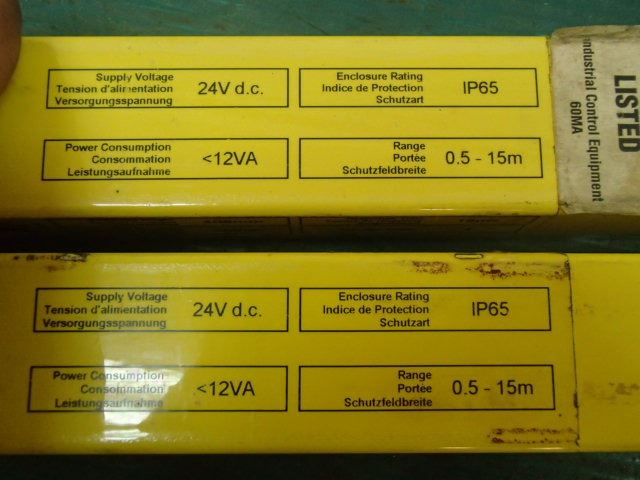 Supply Voltage
Tension d'alimentation
Versorgungsspannung
24V d.c.
Enclosure Rating
Indice de Protection
Schutzart
IP65
Power Consumption
Consommation
Leistungsaufnahme
<12VA
Range
Portée
Schutzfeldbreite
0.5 - 15m
LISTED
Industrial Control Equipment
60MA
Supply Voltage
Tension d'alimentation
Versorgungsspannung
24V d.c.
Enclosure Rating
Indice de Protection
Schutzart
IP65
Power Consumption
Consommation
Leistungsaufnahme
<12VA
Range
Portée
Schutzfeldbreite
0.5 - 15m